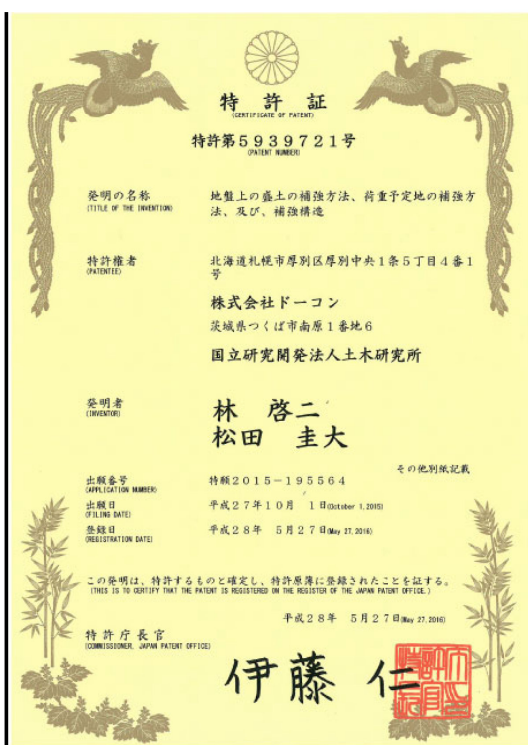 特許証
(CERTIFICATE OF PATENT)
特許第5939721号
(PATENT NUMBER)
発明の名称
(TITLE OF THE INVENTION)
地盤上の盛土の補強方法、荷重予定地の補強方
法、及び、補強構造
特許権者
(PATENTEE)
北海道札幌市厚別区厚別中央1条5丁目4番1
号
株式会社ドーコン
茨城県つくば市南原1番地6
国立研究開発法人土木研究所
発明者
(INVENTOR)
林 啓二
松田 圭大
その他別紙記載
出願番号
(APPLICATION NUMBER)
特願2015-195564
出願日
(FILING DATE)
平成27年10月 1日(October 1,2015)
登録日
(REGISTRATION DATE)
平成28年 5月27日(May 27,2016)
この発明は、特許するものと確定し、特許原簿に登録されたことを証する。
(THIS IS TO CERTIFY THAT THE PATENT IS REGISTERED ON THE REGISTER OF THE JAPAN PATENT OFFICE.)
平成28年 5月27日(May 27,2016)
特許庁長官
(COMMISSIONER, JAPAN PATENT OFFICE)
伊藤 仁